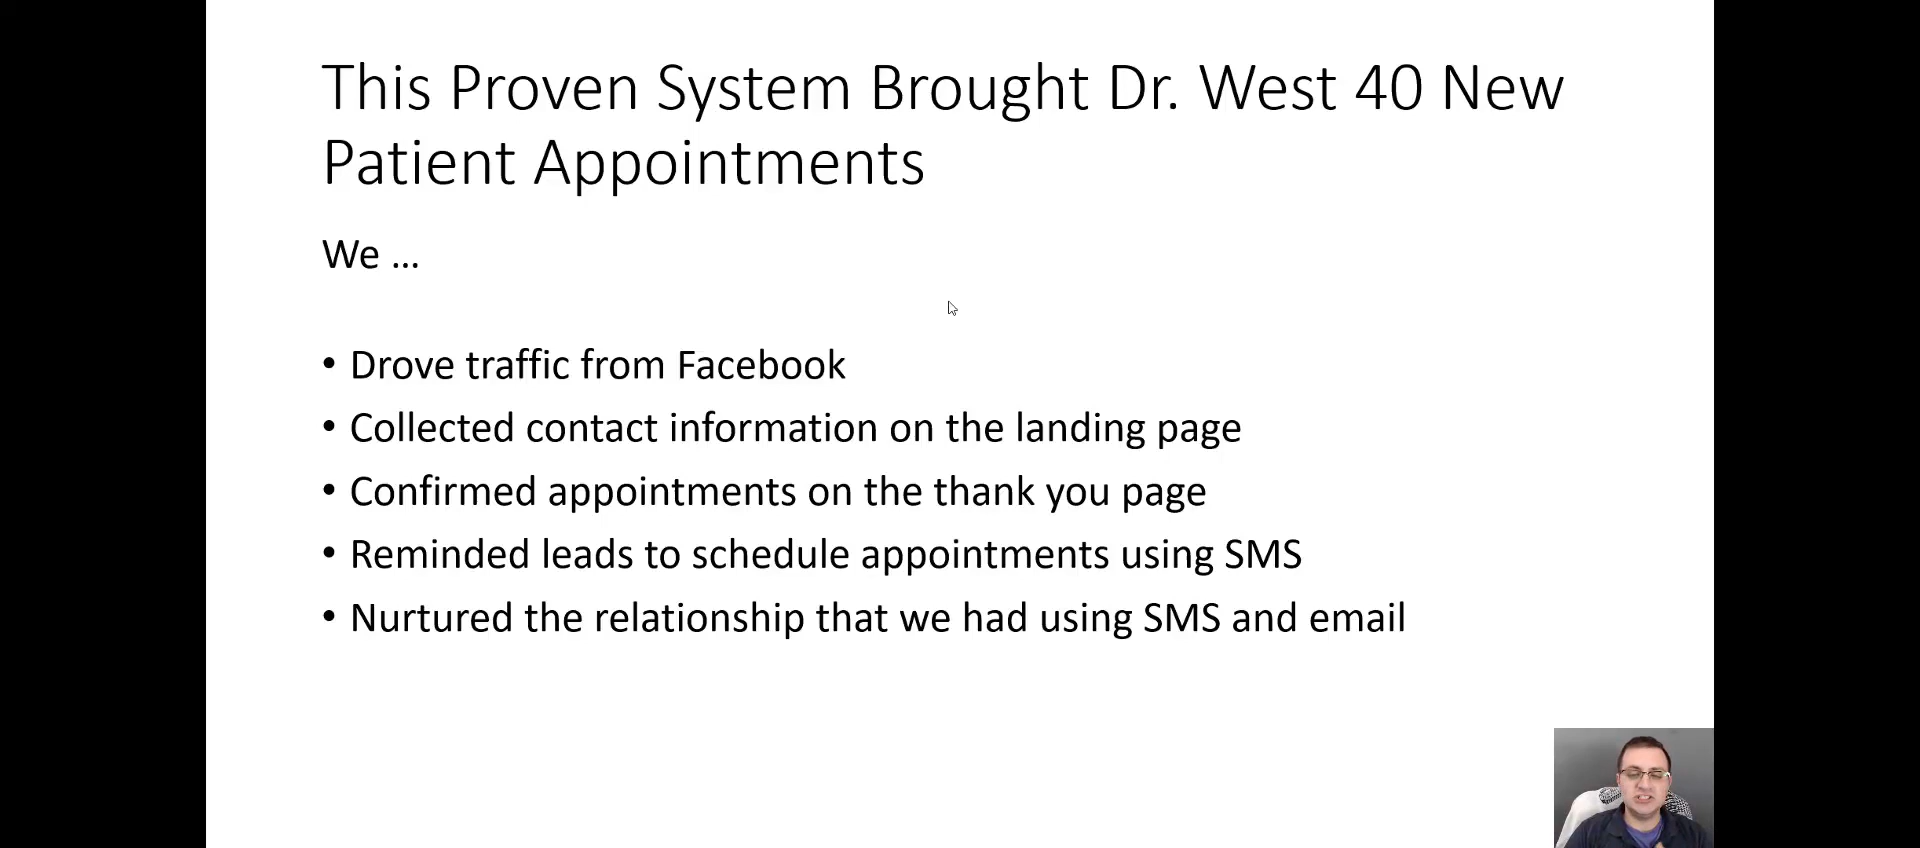 This Proven System Brought Dr. West 40 New
Patient Appointments
We ...
• Drove traffic from Facebook
• Collected contact information on the landing page
• Confirmed appointments on the thank you page
• Reminded leads to schedule appointments using SMS
• Nurtured the relationship that we had using SMS and email